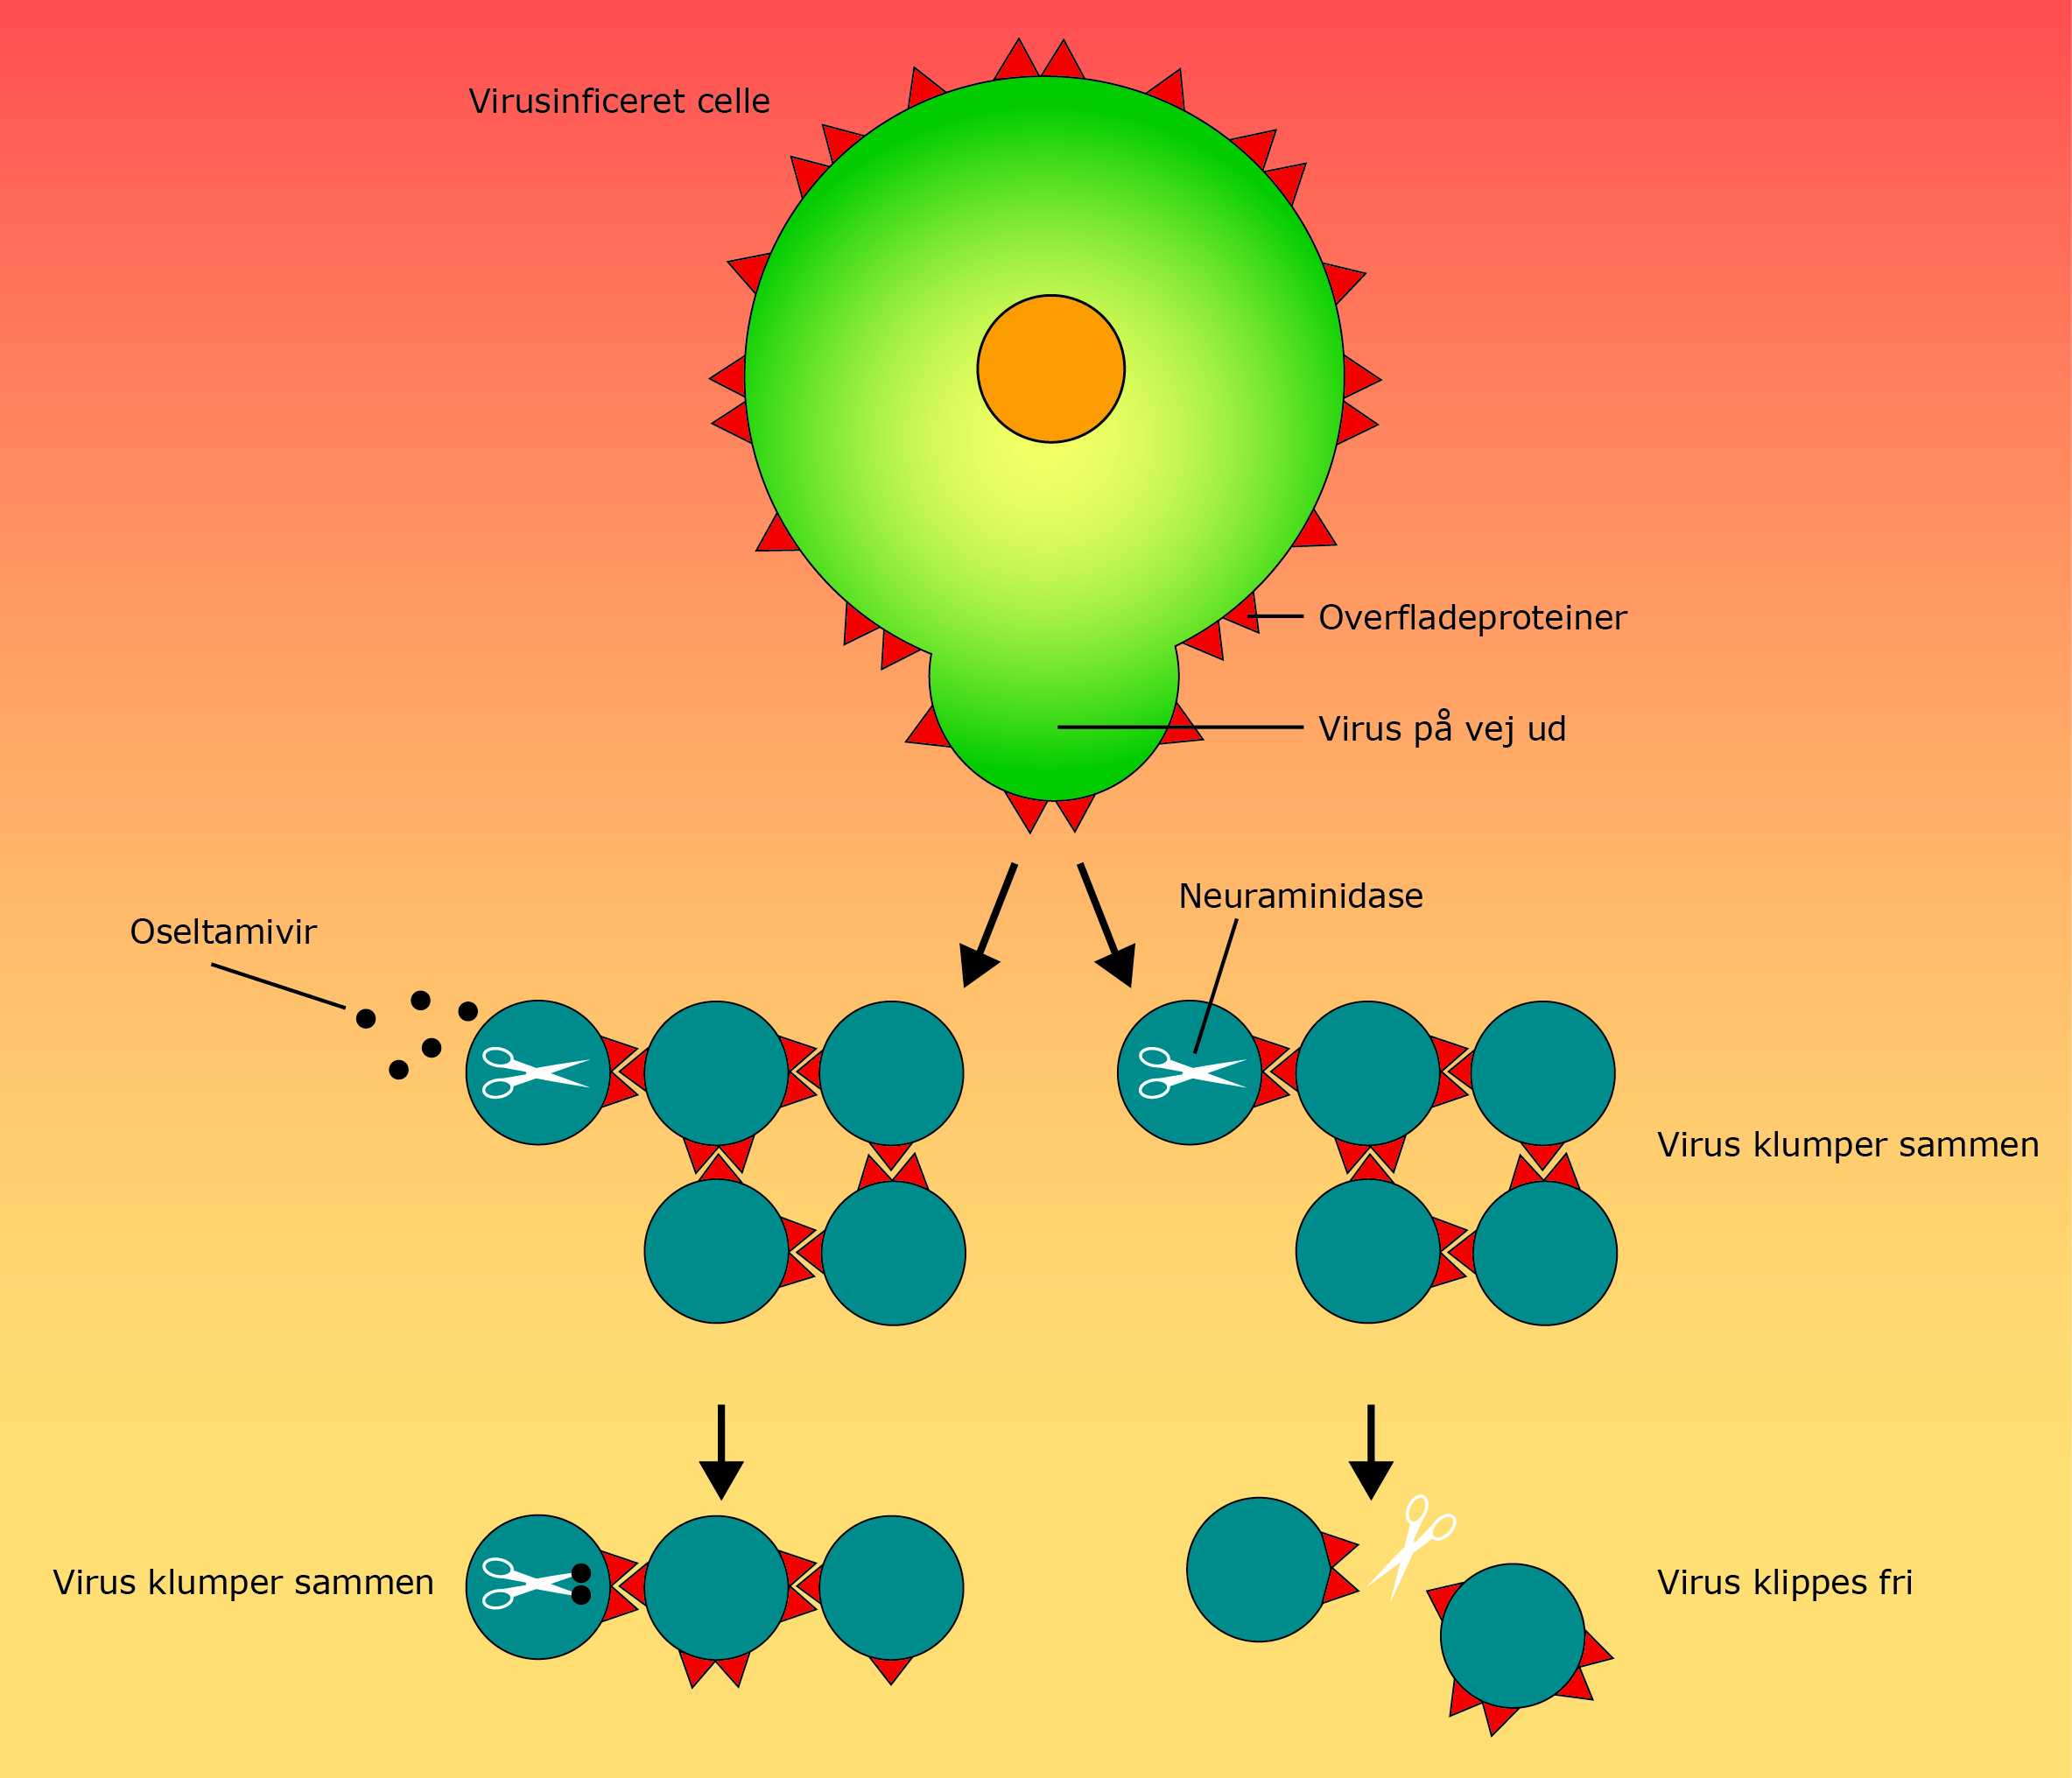 Virusinficeret celle
Overfladeproteiner
Virus på vej ud
Neuraminidase
Oseltamivir
Virus klumper sammen
Virus klumper sammen
Virus klippes fri